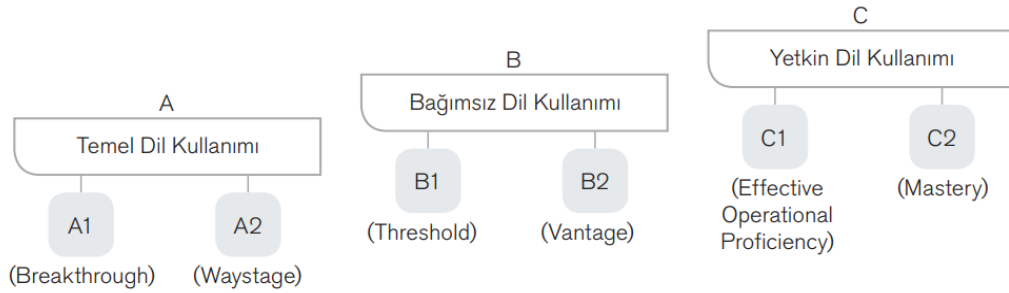 A
Temel Dil Kullanımı
A1
(Breakthrough)
A2
(Waystage)
B
Bağımsız Dil Kullanımı
B1
(Threshold)
B2
(Vantage)
C
Yetkin Dil Kullanımı
C1
(Effective
Operational
Proficiency)
C2
(Mastery)